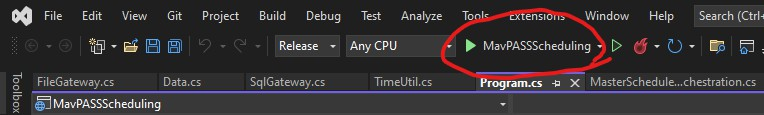 File Edit View Git Project Build Debug Test Analyze Tools Extensions Window Help Search (Ctrl
Release Any CPU MavPASSScheduling
FileGateway.cs Data.cs SqlGateway.cs TimeUtil.cs Program.cs MasterSchedule...chestration.cs
Toolbox
MavPASSScheduling